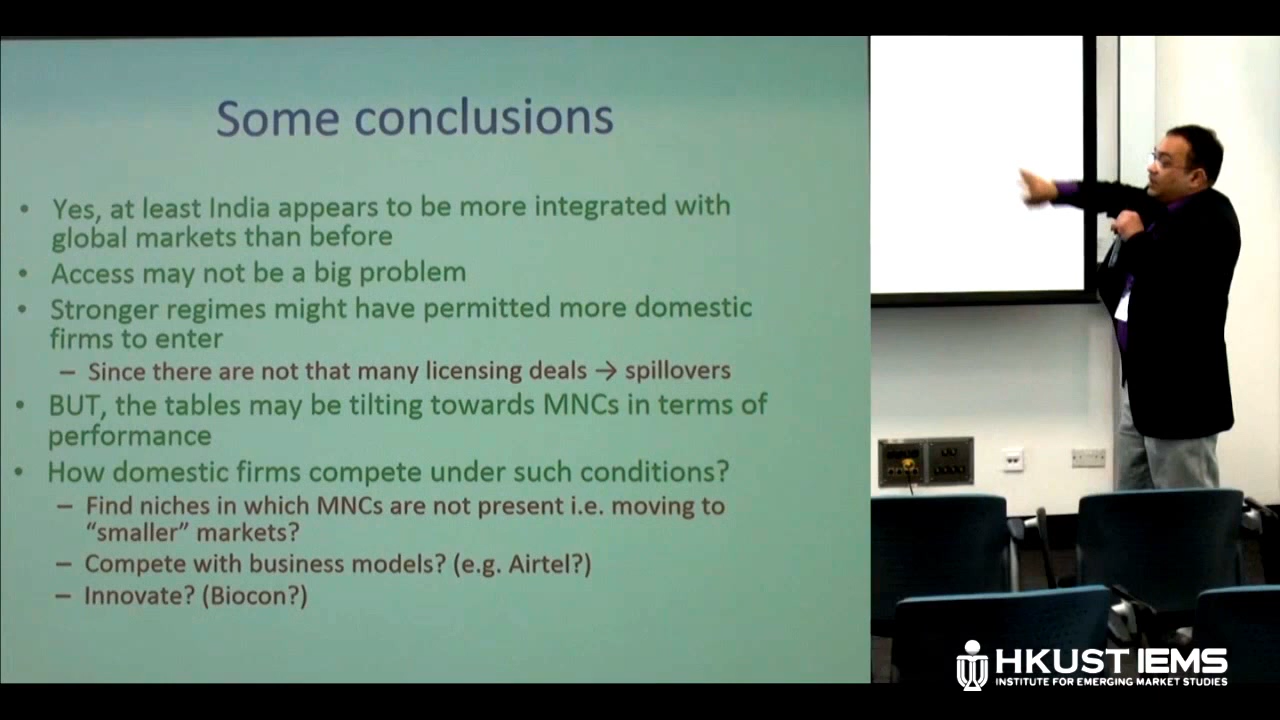 Some conclusions
• Yes, at least India appears to be more integrated with
global markets than before
• Access may not be a big problem
• Stronger regimes might have permitted more domestic
firms to enter
– Since there are not that many licensing deals → spillovers
• BUT, the tables may be tilting towards MNCs in terms of
performance
• How domestic firms compete under such conditions?
– Find niches in which MNCs are not present i.e. moving to
“smaller” markets?
– Compete with business models? (e.g. Airtel?)
– Innovate? (Biocon?)
HKUST IEMS
INSTITUTE FOR EMERGING MARKET STUDIES